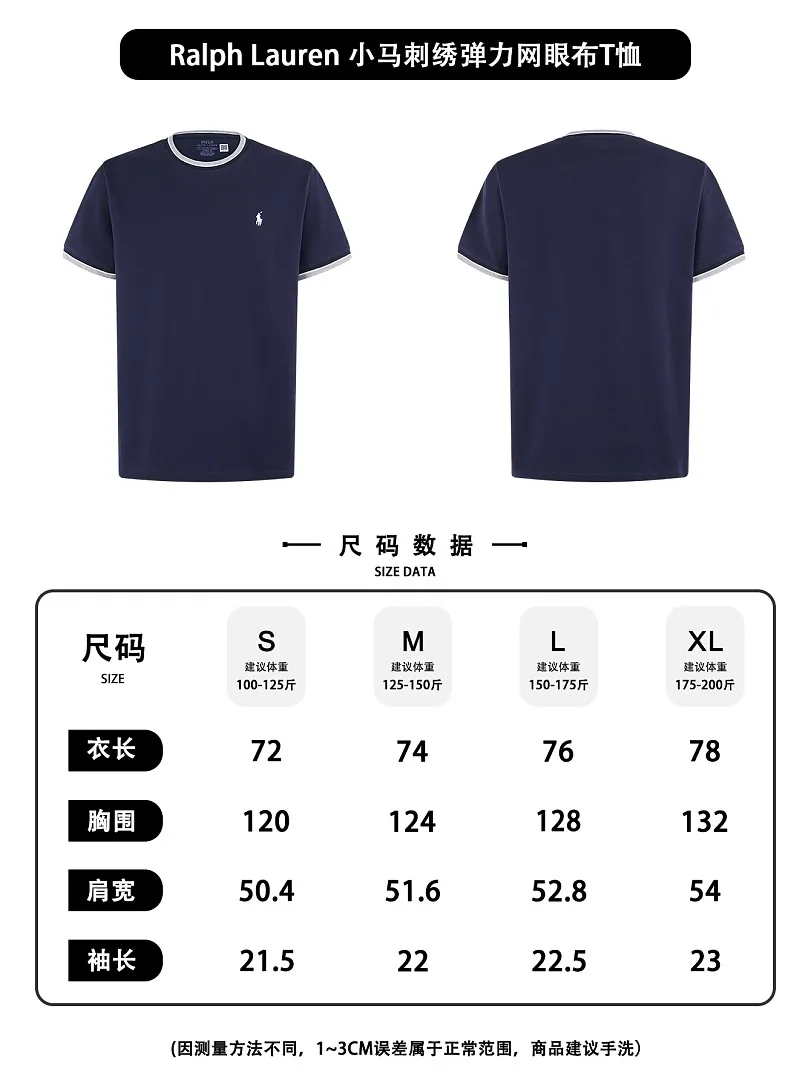 Ralph Lauren 小马刺绣弹力网眼布T恤
POLO
尺码数据
SIZE DATA
尺码
SIZE
S
建议体重
100-125斤
M
建议体重
125-150斤
L
建议体重
150-175斤
XL
建议体重
175-200斤
衣长 72 74 76 78
胸围 120 124 128 132
肩宽 50.4 51.6 52.8 54
袖长 21.5 22 22.5 23
(因测量方法不同，1~3CM误差属于正常范围，商品建议手洗)